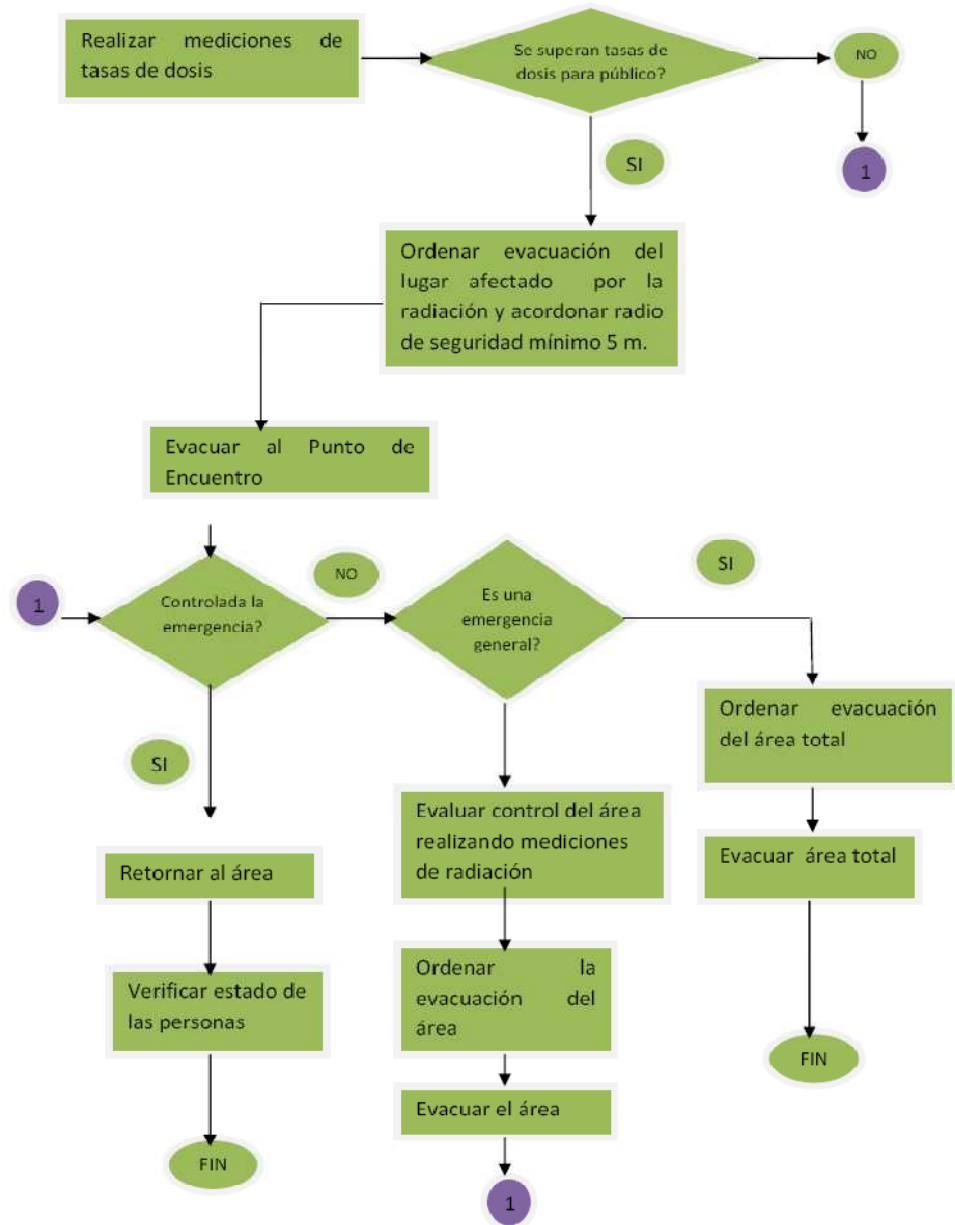 Realizar mediciones de
tasas de dosis
Se superan tasas de
dosis para público?
NO
SI
1
Ordenar evacuación del
lugar afectado por la
radiación y acordonar radio
de seguridad mínimo 5 m.
Evacuar al Punto de
Encuentro
1
Controlada la
emergencia?
NO
Es una
emergencia
general?
SI
SI
Ordenar evacuación
del área total
Evaluar control del área
realizando mediciones
de radiación
Evacuar área total
Retornar al área
Verificar estado de
las personas
Ordenar la
evacuación del
área
FIN
Evacuar el área
FIN
1